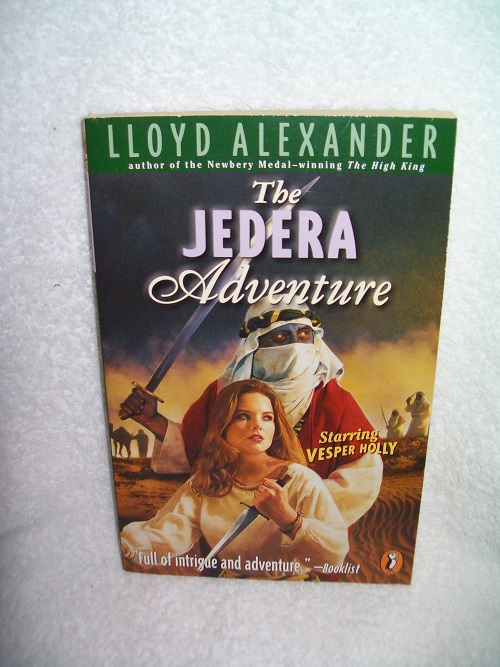 LLOYD ALEXANDER
author of the Newbery Medal-winning The High King
The
JEDERA
Adventure
Starring
VESPER HOLLY
"Full of intrigue and adventure." —Booklist